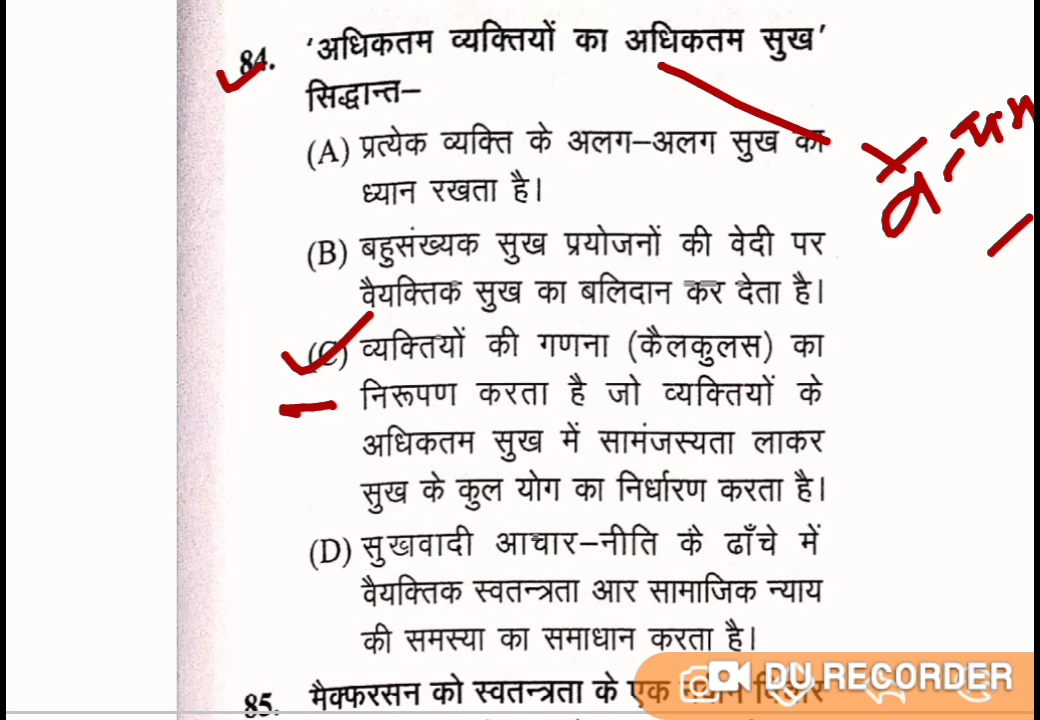 84. 'अधिकतम व्यक्तियों का अधिकतम सुख'
सिद्धान्त–
(A) प्रत्येक व्यक्ति के अलग–अलग सुख का
ध्यान रखता है।
(B) बहुसंख्यक सुख प्रयोजनों की वेदी पर
वैयक्तिक सुख का बलिदान कर देता है।
(C) व्यक्तियों की गणना (कैलकुलस) का
निरूपण करता है जो व्यक्तियों के
अधिकतम सुख में सामंजस्यता लाकर
सुख के कुल योग का निर्धारण करता है।
(D) सुखवादी आचार–नीति के ढाँचे में
वैयक्तिक स्वतन्त्रता आर सामाजिक न्याय
की समस्या का समाधान करता है।
85. मैक्फरसन को स्वतन्त्रता के एक
DU RECORDER